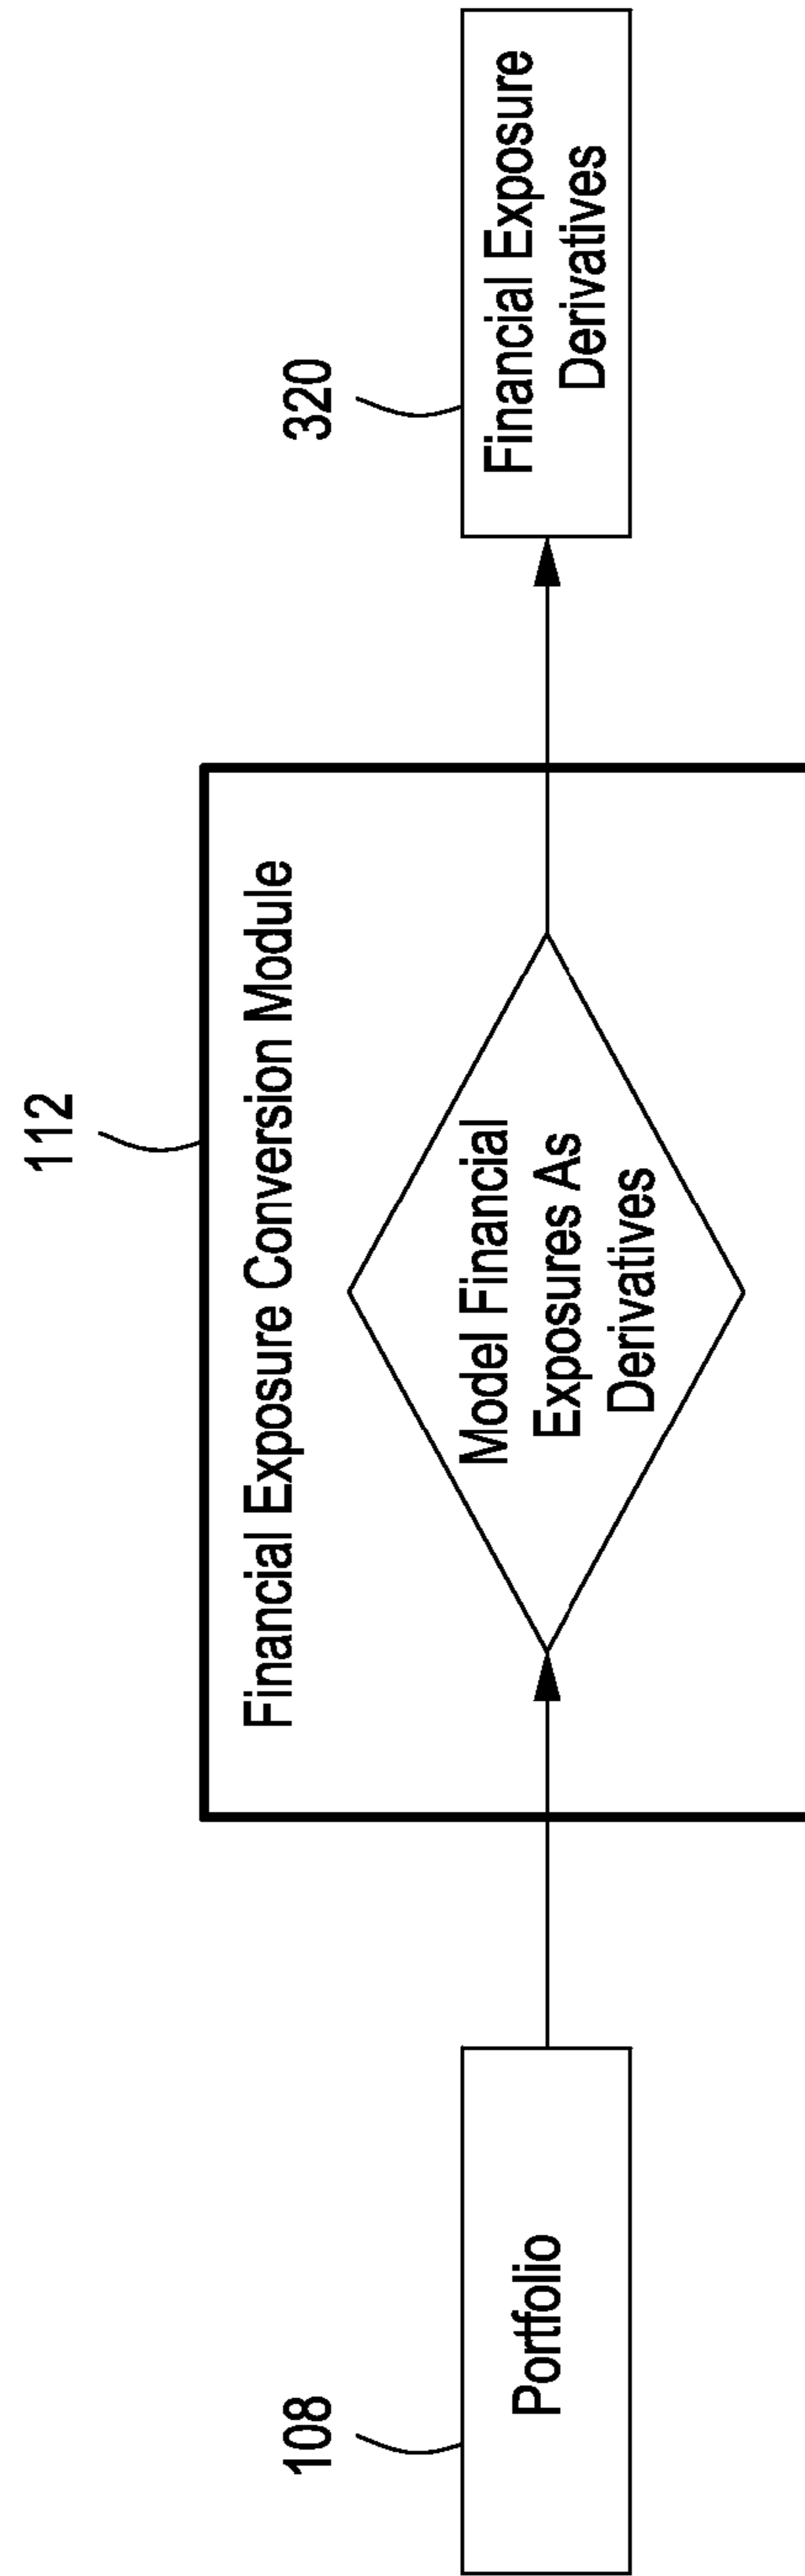 108
Portfolio
112
Financial Exposure Conversion Module
Model Financial
Exposures As
Derivatives
320
Financial Exposure
Derivatives